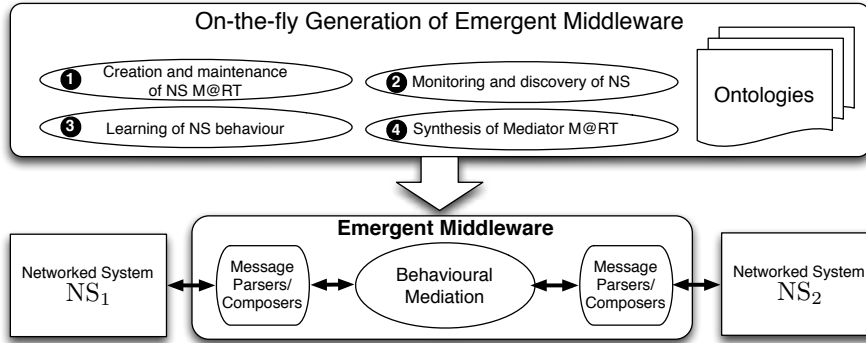 On-the-fly Generation of Emergent Middleware
1 Creation and maintenance
of NS M@RT
2 Monitoring and discovery of NS
3 Learning of NS behaviour
4 Synthesis of Mediator M@RT
Ontologies
Emergent Middleware
Networked System
NS₁
Message
Parsers/
Composers
Behavioural
Mediation
Message
Parsers/
Composers
Networked System
NS₂